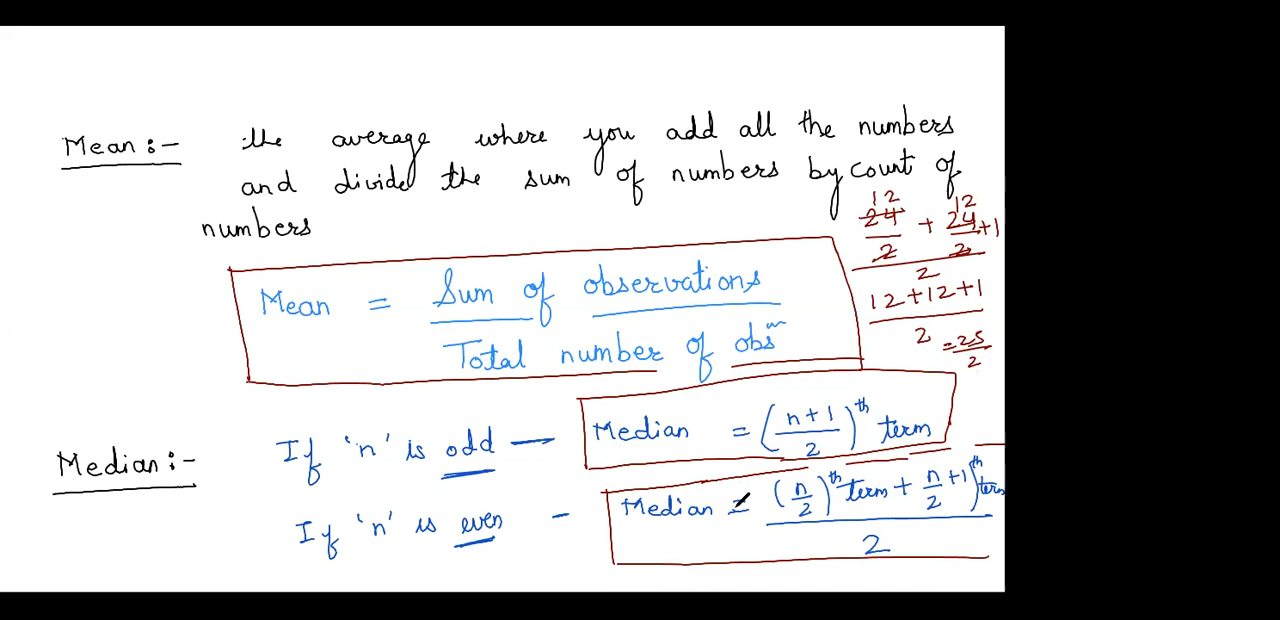 Mean :- the average where you add all the numbers
and divide the sum of numbers by count of
numbers
Mean = Sum of observations / Total number of obsⁿ
12 12
24/2 + 24/2 + 1
2
12+12+1
2 = 25/2
Median :- If 'n' is odd — Median = (n+1/2)th term
If 'n' is even - Median = (n/2)th term + n/2 +1)th term
2